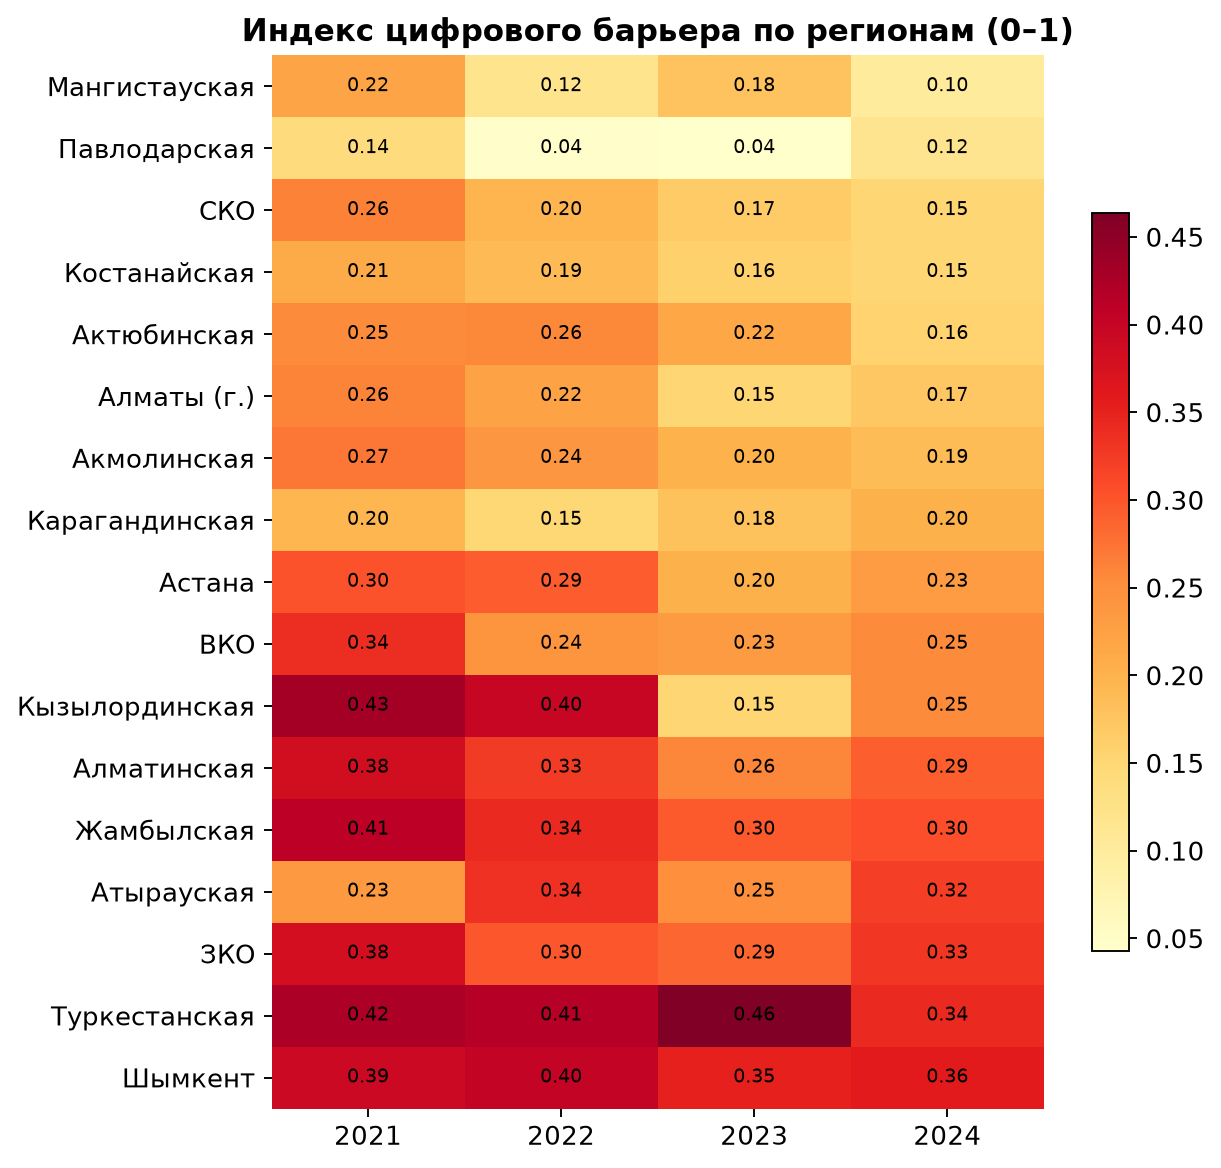 Индекс цифрового барьера по регионам (0–1)
Мангистауская 0.22 0.12 0.18 0.10
Павлодарская 0.14 0.04 0.04 0.12
СКО 0.26 0.20 0.17 0.15
Костанайская 0.21 0.19 0.16 0.15
Актюбинская 0.25 0.26 0.22 0.16
Алматы (г.) 0.26 0.22 0.15 0.17
Акмолинская 0.27 0.24 0.20 0.19
Карагандинская 0.20 0.15 0.18 0.20
Астана 0.30 0.29 0.20 0.23
ВКО 0.34 0.24 0.23 0.25
Кызылординская 0.43 0.40 0.15 0.25
Алматинская 0.38 0.33 0.26 0.29
Жамбылская 0.41 0.34 0.30 0.30
Атырауская 0.23 0.34 0.25 0.32
ЗКО 0.38 0.30 0.29 0.33
Туркестанская 0.42 0.41 0.46 0.34
Шымкент 0.39 0.40 0.35 0.36
2021 2022 2023 2024
0.45
0.40
0.35
0.30
0.25
0.20
0.15
0.10
0.05